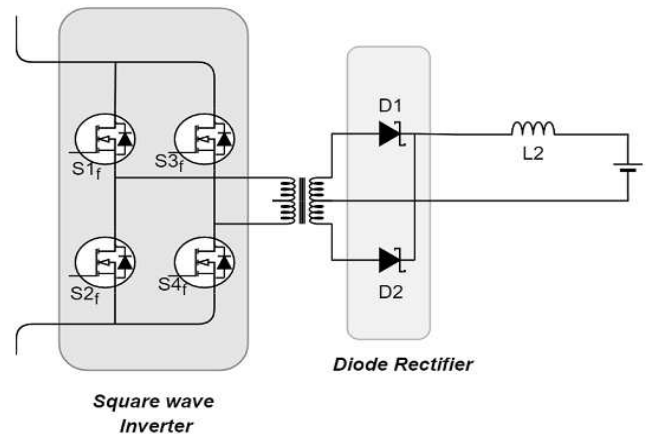 D1
S1f
S3f
L2
S2f
S4f
D2
Diode Rectifier
Square wave
Inverter